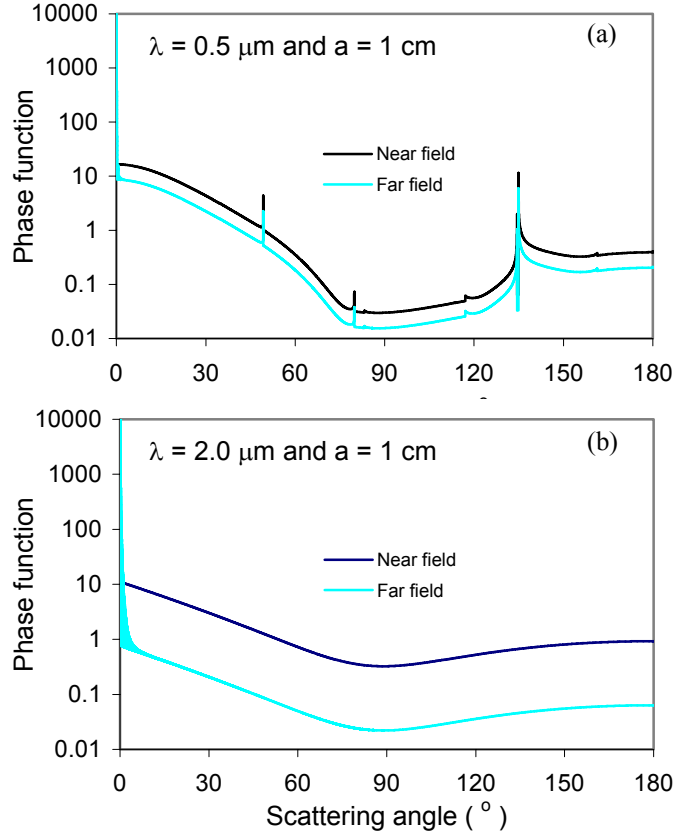 10000
1000
100
10
1
0.1
0.01
Phase function
λ = 0.5 μm and a = 1 cm
(a)
Near field
Far field
0 30 60 90 120 150 180
10000
1000
100
10
1
0.1
0.01
Phase function
λ = 2.0 μm and a = 1 cm
(b)
Near field
Far field
0 30 60 90 120 150 180
Scattering angle ( ° )